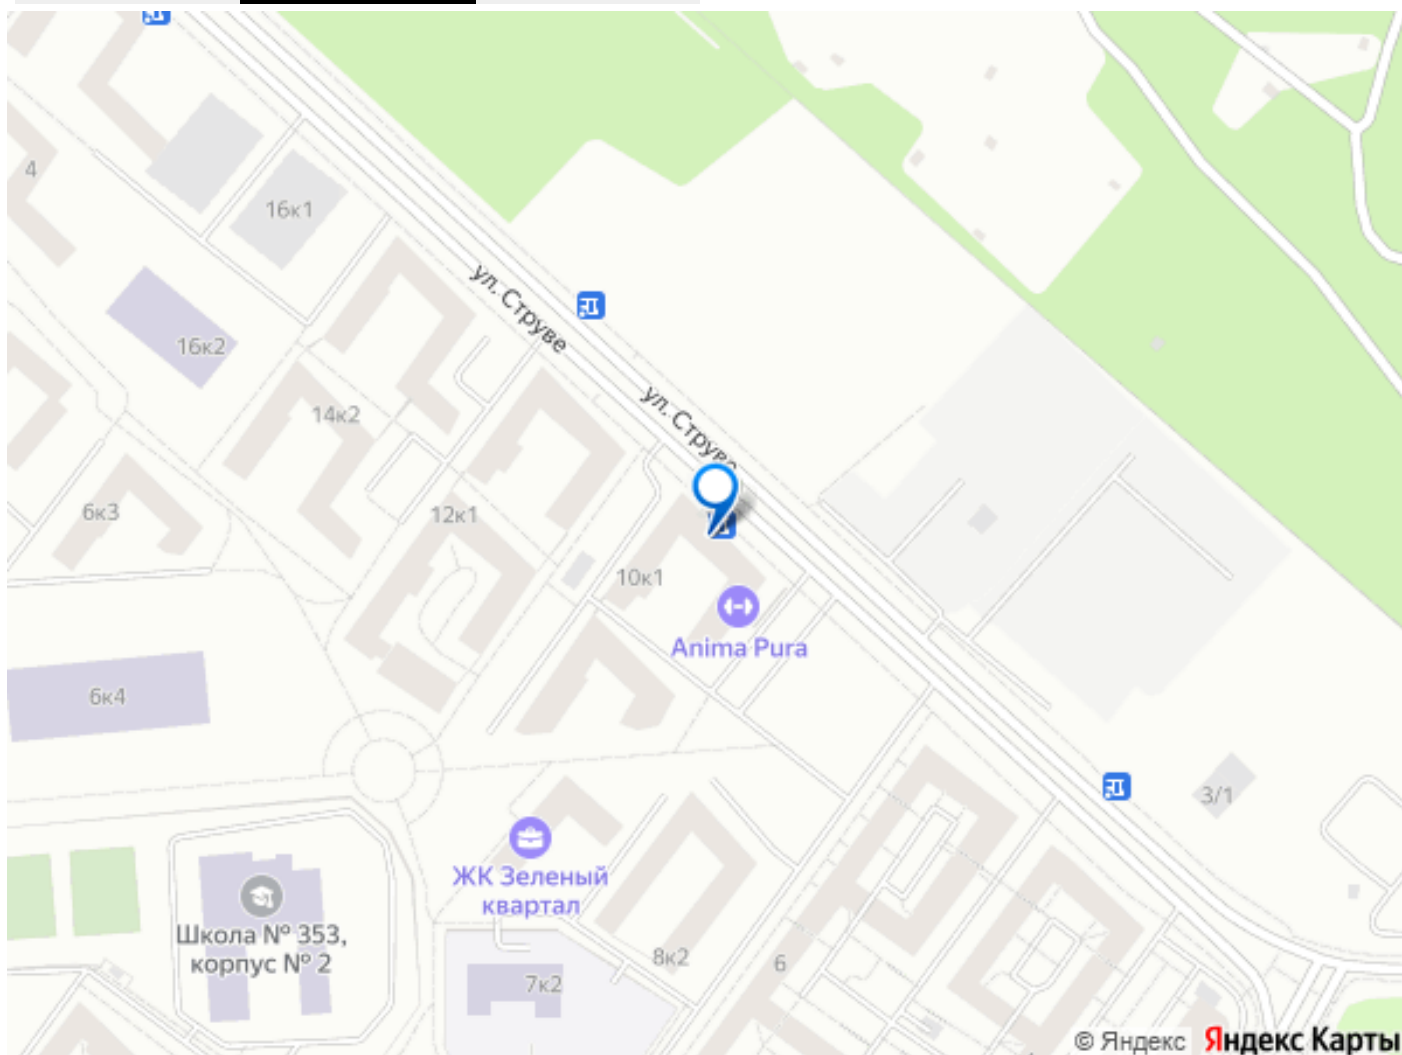 4
16к1
ул. Струве
16к2
ул. Струве
14к2
6к3
12к1
10к1
Anima Pura
6к4
3/1
ЖК Зеленый
квартал
Школа № 353,
корпус № 2
8к2
6
7к2
© Яндекс
Яндекс Карты